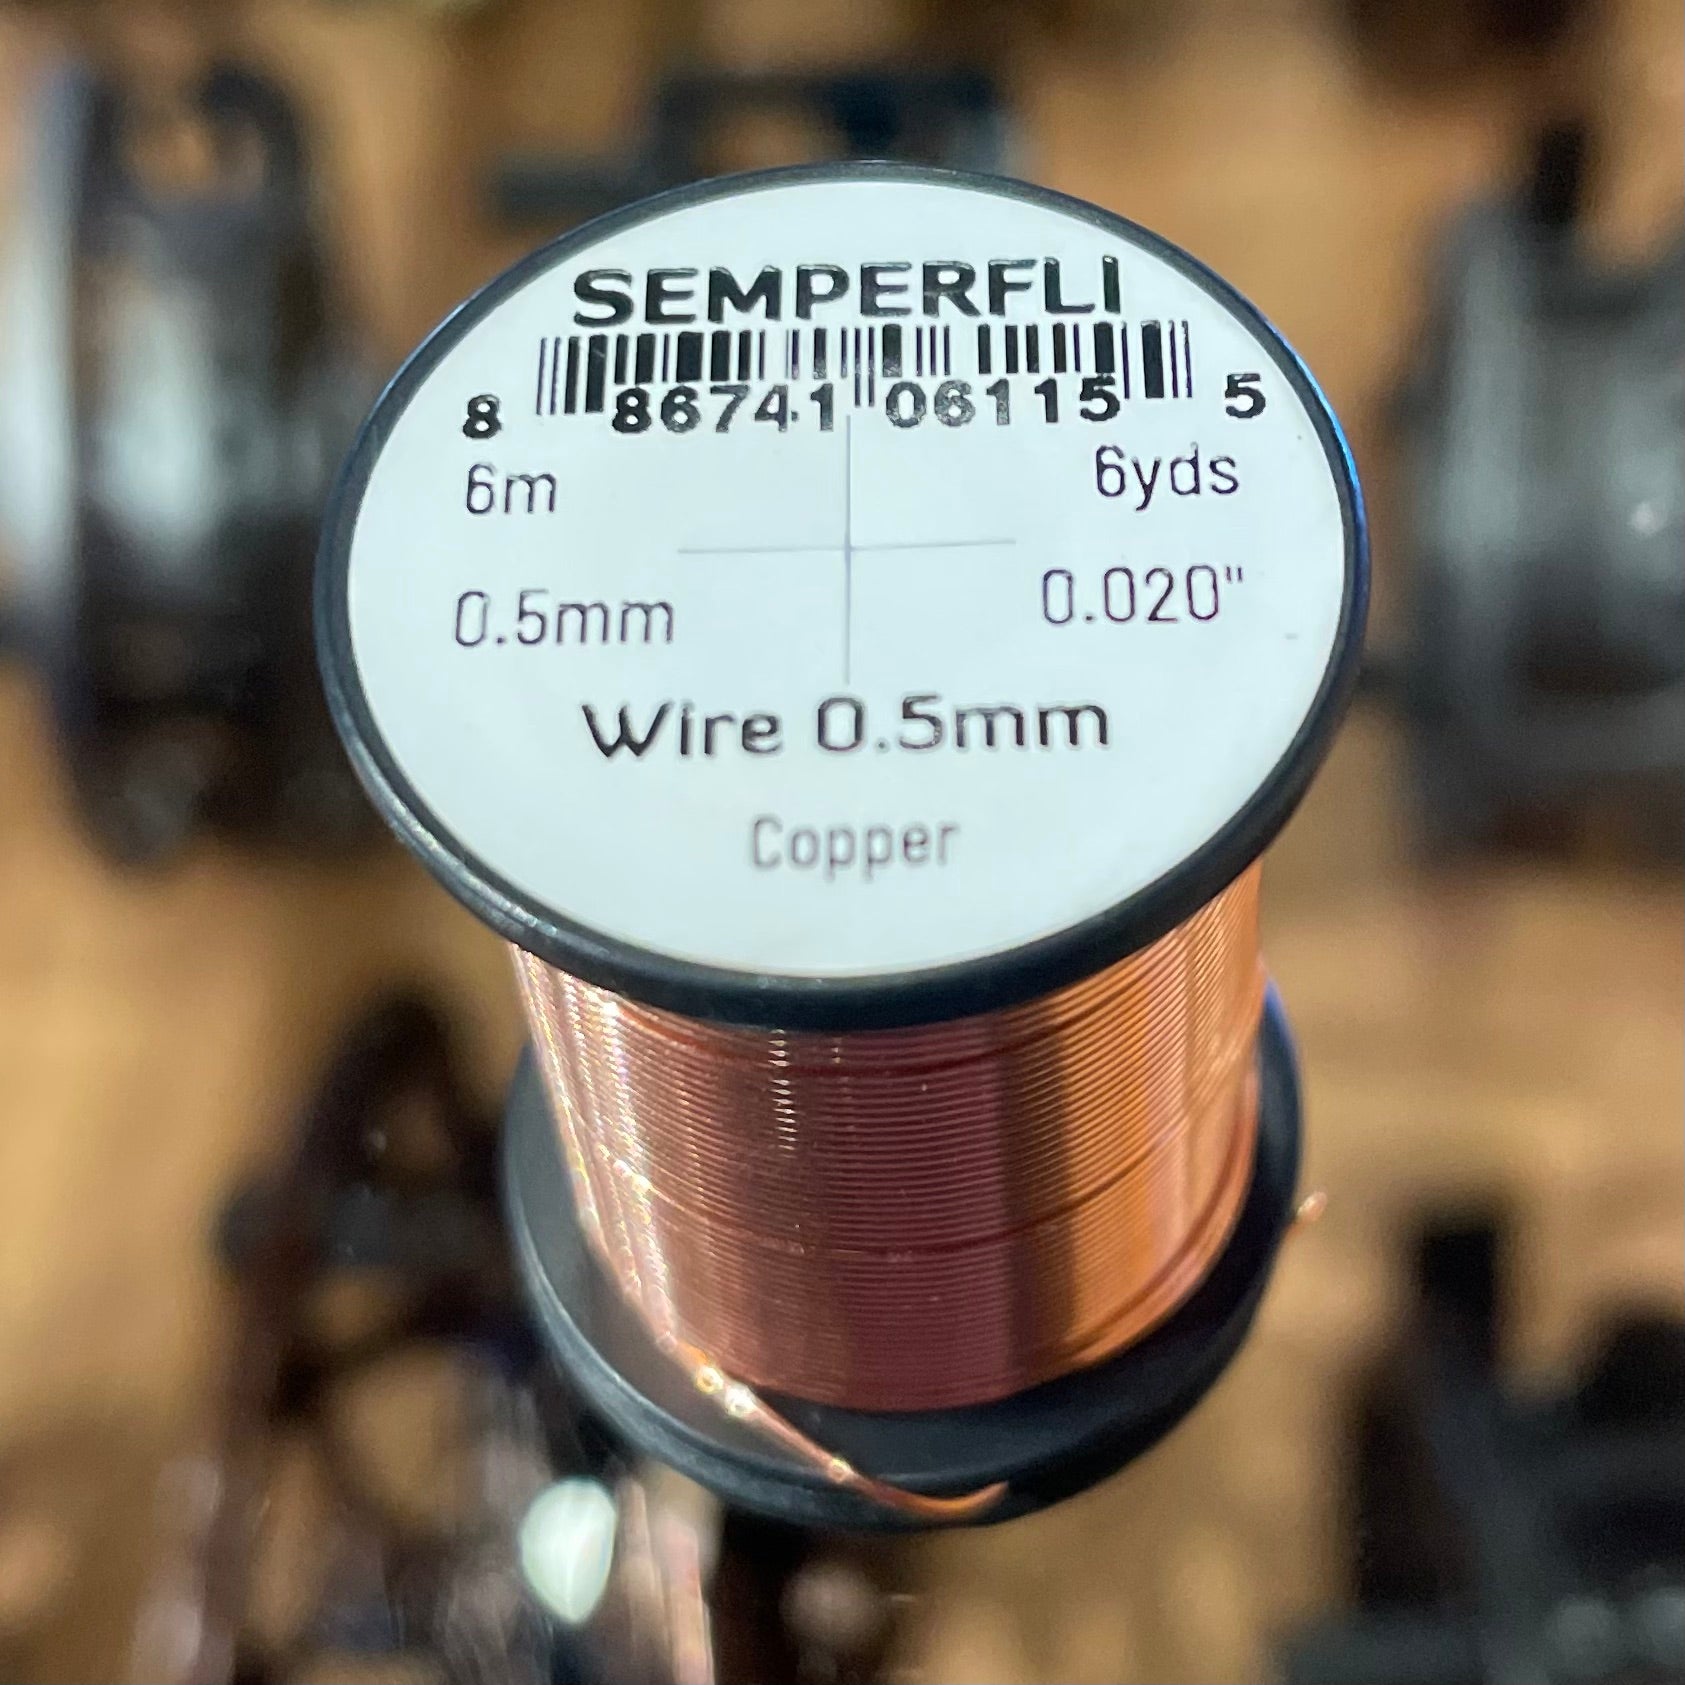 SEMPERFLI
8 86741 06115 5
6m 6yds
0.5mm 0.020"
Wire 0.5mm
Copper